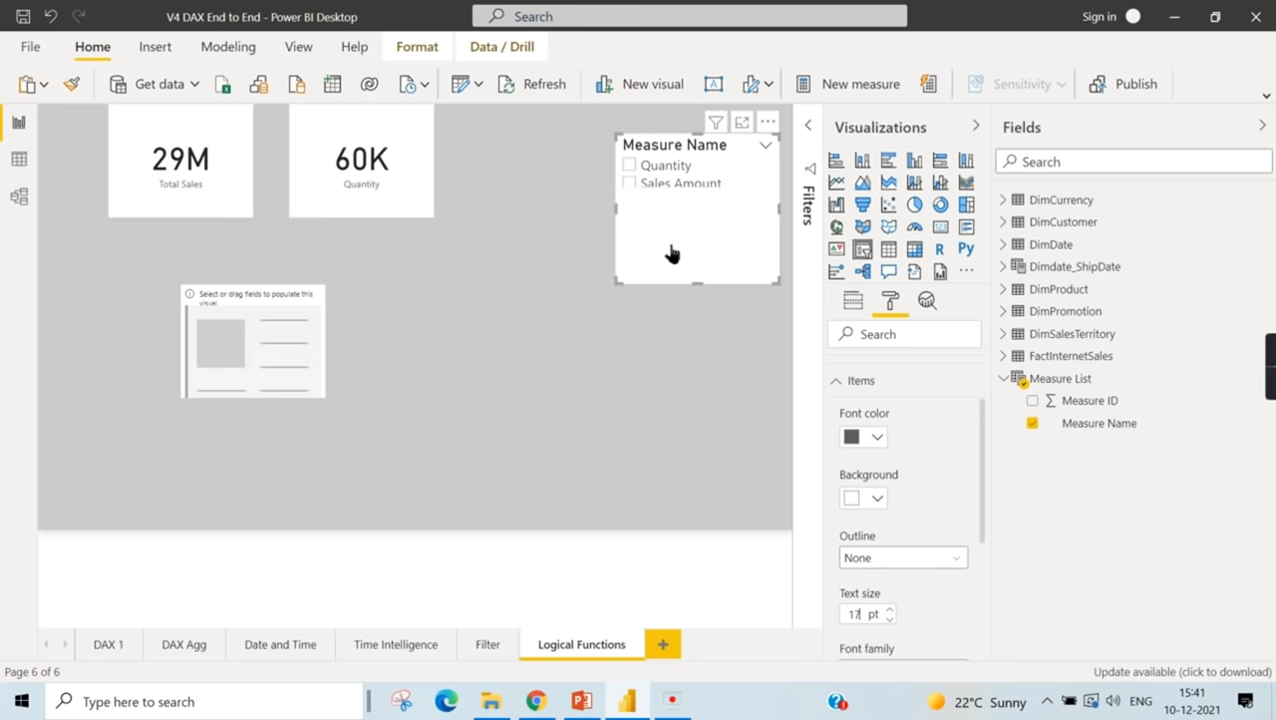 V4 DAX End to End - Power BI Desktop
Search
Sign in
File
Home
Insert
Modeling
View
Help
Format
Data / Drill
Get data
Refresh
New visual
New measure
Sensitivity
Publish
29M
Total Sales
60K
Quantity
Measure Name
Quantity
Sales Amount
Select or drag fields to populate this
visual
Filters
Visualizations
R
Py
Search
Items
Font color
Background
Outline
None
Text size
17 pt
Font family
Fields
Search
DimCurrency
DimCustomer
DimDate
Dimdate_ShipDate
DimProduct
DimPromotion
DimSalesTerritory
FactInternetSales
Measure List
Measure ID
Measure Name
DAX 1
DAX Agg
Date and Time
Time Intelligence
Filter
Logical Functions
Page 6 of 6
Update available (click to download)
Type here to search
22°C Sunny
ENG
15:41
10-12-2021